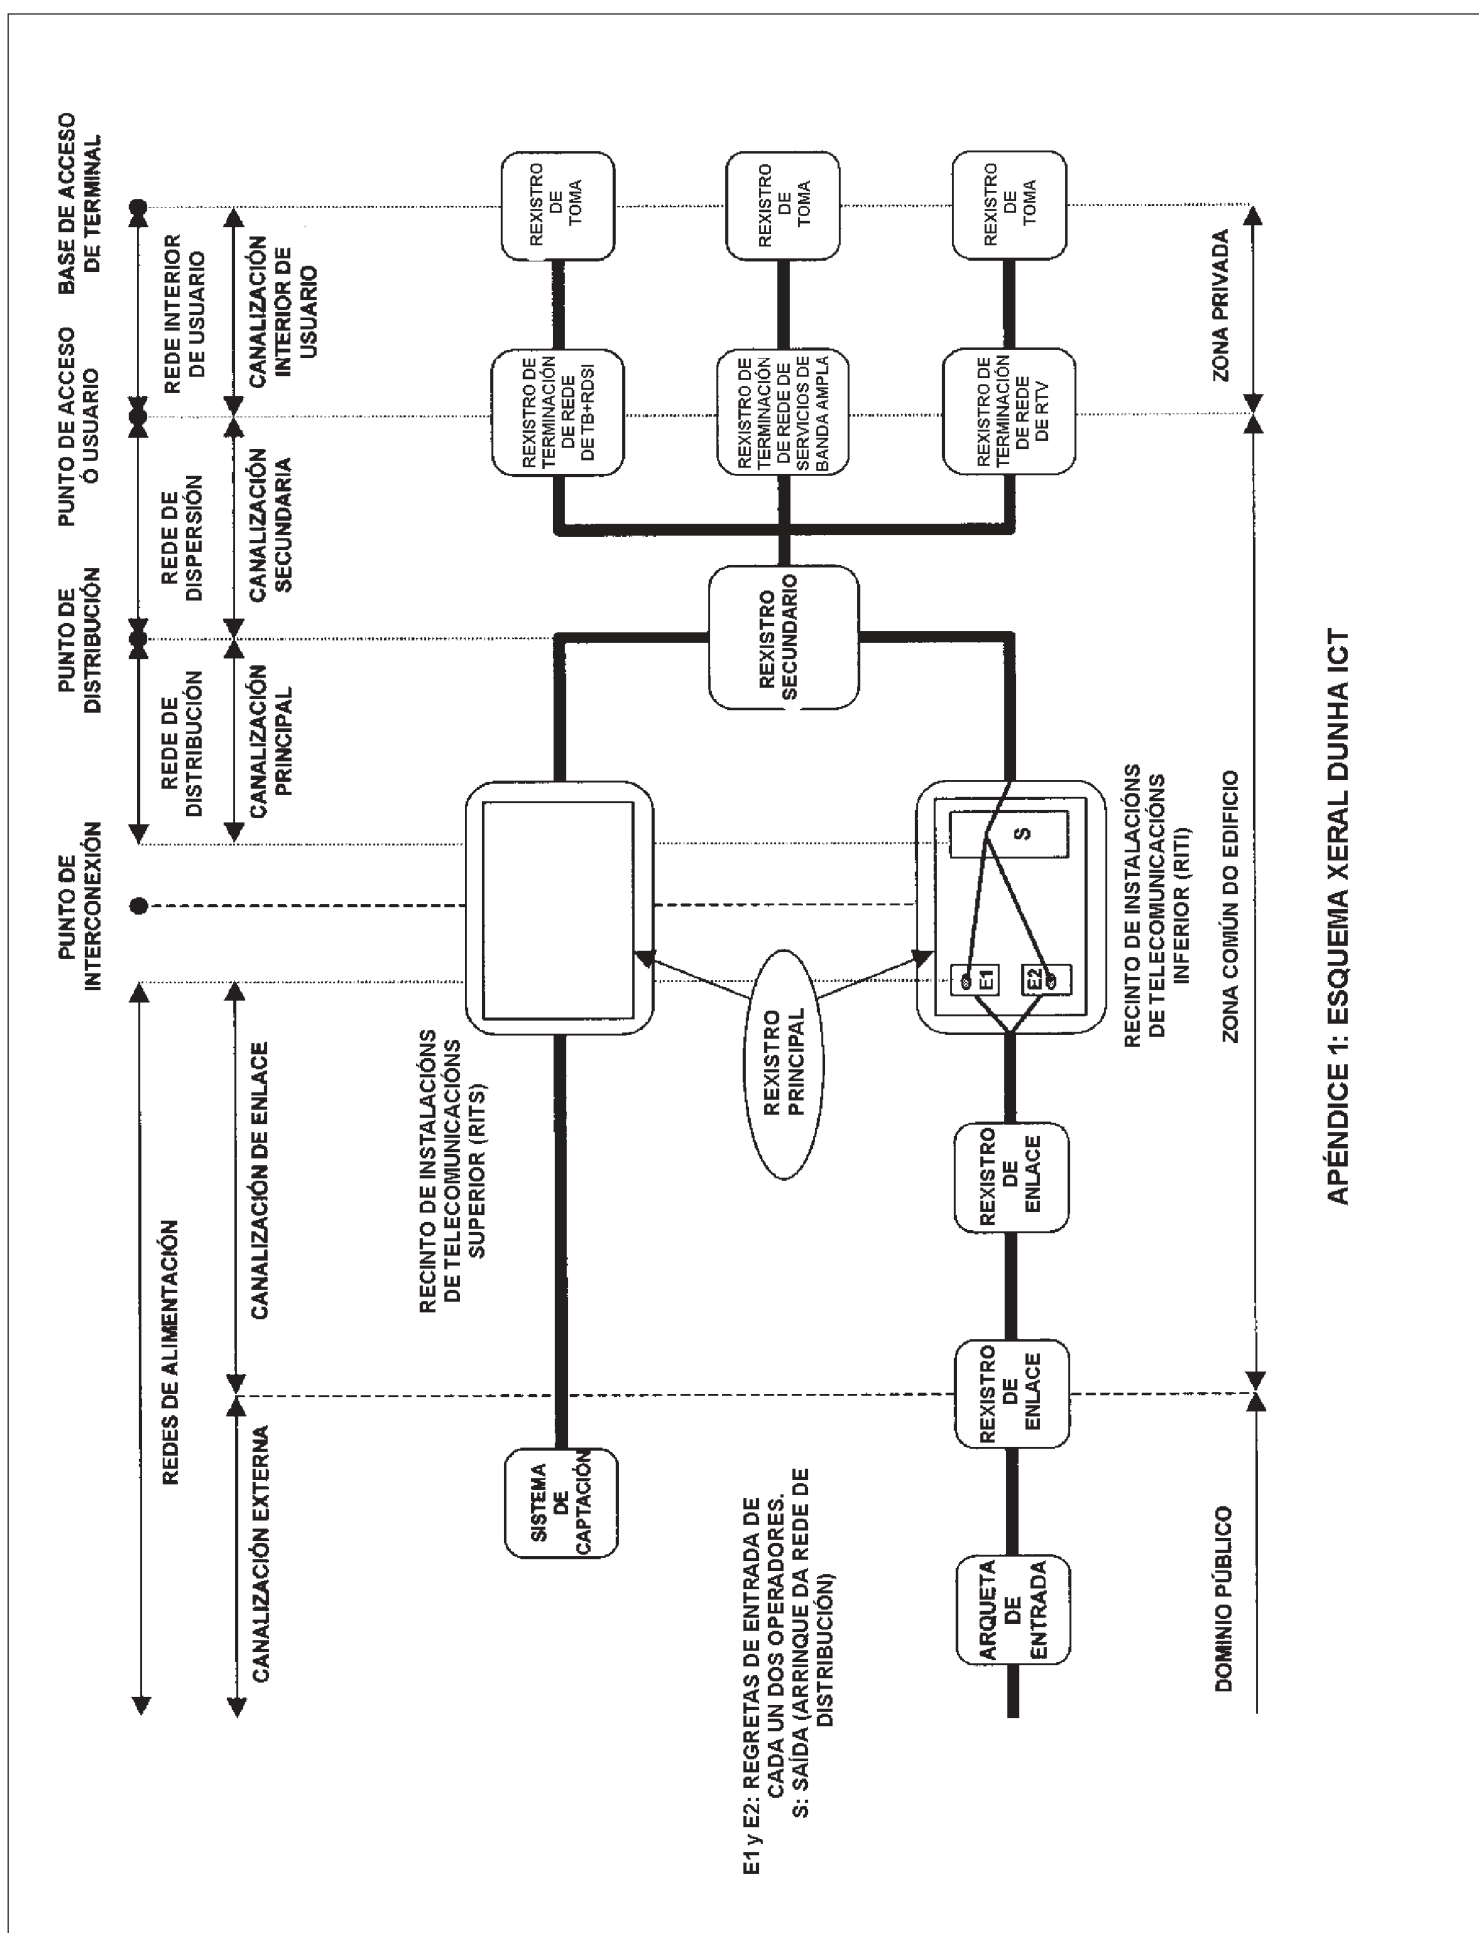 PUNTO DE
INTERCONEXIÓN
PUNTO DE
DISTRIBUCIÓN
PUNTO DE ACCESO
Ó USUARIO
BASE DE ACCESO
DE TERMINAL
REDES DE ALIMENTACIÓN
REDE DE
DISTRIBUCIÓN
REDE DE
DISPERSIÓN
REDE INTERIOR
DE USUARIO
CANALIZACIÓN EXTERNA
CANALIZACIÓN DE ENLACE
CANALIZACIÓN
PRINCIPAL
CANALIZACIÓN
SECUNDARIA
CANALIZACIÓN
INTERIOR DE
USUARIO
RECINTO DE INSTALACIÓNS
DE TELECOMUNICACIÓNS
SUPERIOR (RITS)
SISTEMA
DE
CAPTACIÓN
REXISTRO DE
TERMINACIÓN
DE REDE
DE TB+RDSI
REXISTRO
DE
TOMA
E1 y E2: REGRETAS DE ENTRADA DE
CADA UN DOS OPERADORES.
S: SAÍDA (ARRINQUE DA REDE DE
DISTRIBUCIÓN)
REXISTRO
PRINCIPAL
REXISTRO
SECUNDARIO
REXISTRO DE
TERMINACIÓN
DE REDE DE
SERVICIOS DE
BANDA AMPLA
REXISTRO
DE
TOMA
ARQUETA
DE
ENTRADA
REXISTRO
DE
ENLACE
REXISTRO
DE
ENLACE
E1
E2
S
REXISTRO DE
TERMINACIÓN
DE REDE
DE RTV
REXISTRO
DE
TOMA
RECINTO DE INSTALACIÓNS
DE TELECOMUNICACIÓNS
INFERIOR (RITI)
DOMINIO PÚBLICO
ZONA COMÚN DO EDIFICIO
ZONA PRIVADA
APÉNDICE 1: ESQUEMA XERAL DUNHA ICT